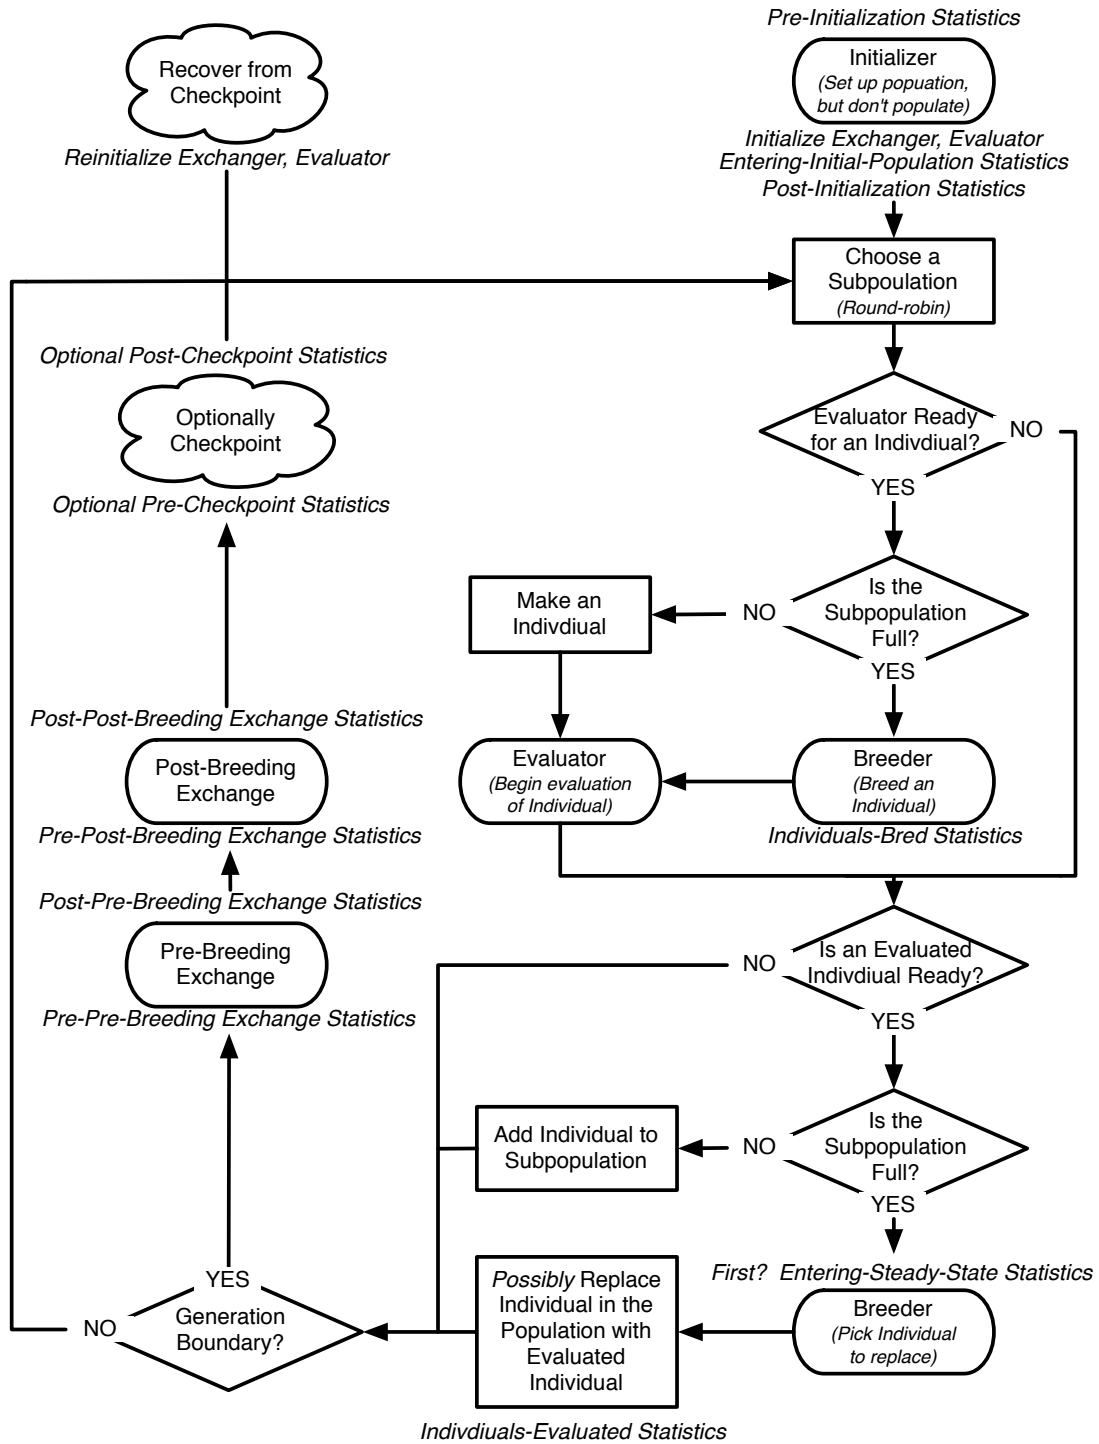 Pre-Initialization Statistics
Initializer
(Set up popuation,
but don't populate)
Initialize Exchanger, Evaluator
Entering-Initial-Population Statistics
Post-Initialization Statistics
Recover from
Checkpoint
Reinitialize Exchanger, Evaluator
Choose a
Subpoulation
(Round-robin)
Optional Post-Checkpoint Statistics
Optionally
Checkpoint
Optional Pre-Checkpoint Statistics
Evaluator Ready
for an Indivdiual?
NO
YES
Is the
Subpopulation
Full?
NO
YES
Make an
Indivdiual
Evaluator
(Begin evaluation
of Individual)
Breeder
(Breed an
Individual)
Individuals-Bred Statistics
Post-Post-Breeding Exchange Statistics
Post-Breeding
Exchange
Pre-Post-Breeding Exchange Statistics
Post-Pre-Breeding Exchange Statistics
Pre-Breeding
Exchange
Pre-Pre-Breeding Exchange Statistics
Is an Evaluated
Indivdiual Ready?
NO
YES
Is the
Subpopulation
Full?
NO
YES
Add Individual to
Subpopulation
First? Entering-Steady-State Statistics
Breeder
(Pick Individual
to replace)
Possibly Replace
Individual in the
Population with
Evaluated
Individual
Indivdiuals-Evaluated Statistics
YES
Generation
Boundary?
NO